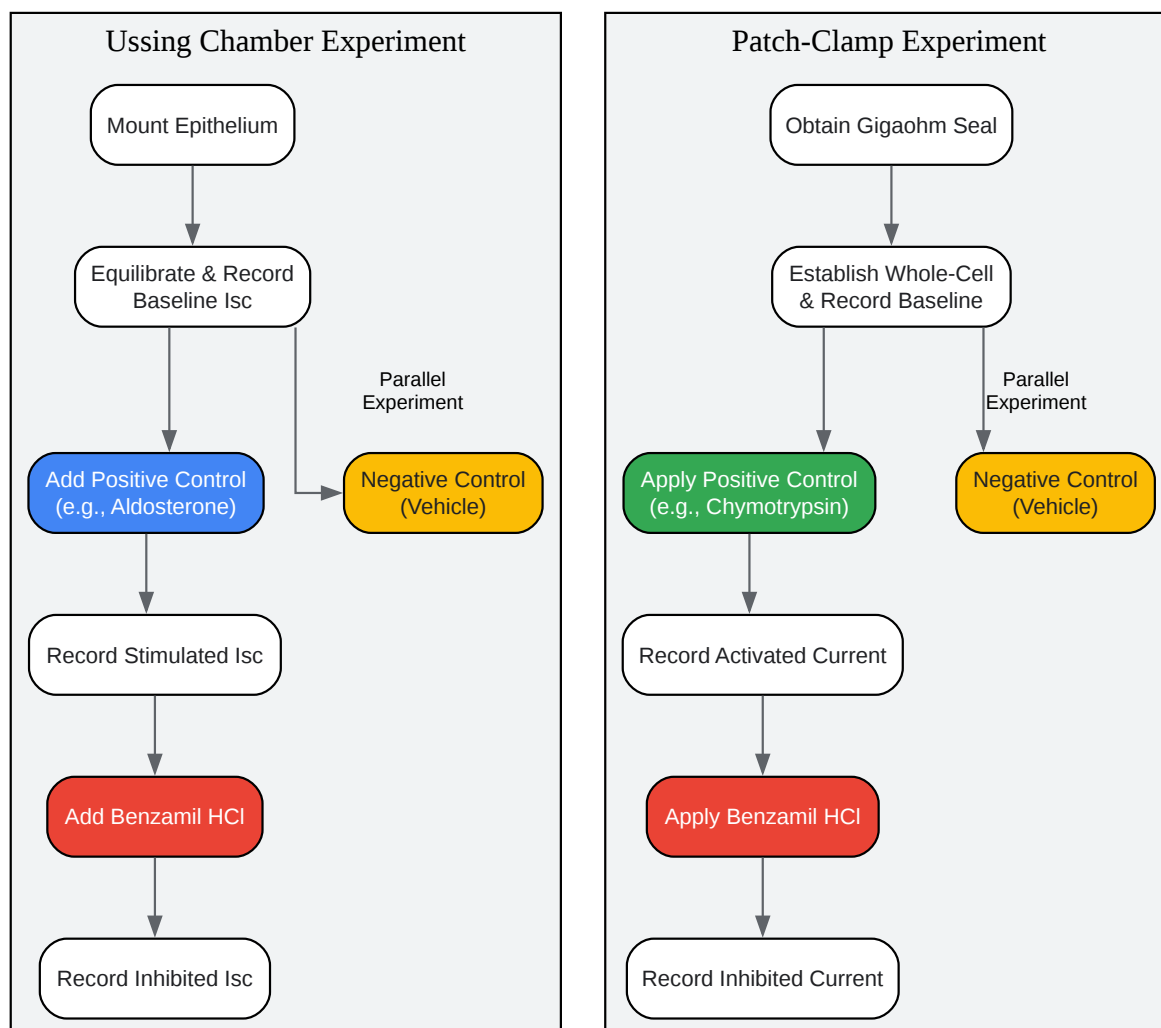 Ussing Chamber Experiment
Mount Epithelium
Equilibrate & Record
Baseline Isc
Parallel
Experiment
Add Positive Control
(e.g., Aldosterone)
Negative Control
(Vehicle)
Record Stimulated Isc
Add Benzamil HCl
Record Inhibited Isc
Patch-Clamp Experiment
Obtain Gigaohm Seal
Establish Whole-Cell
& Record Baseline
Parallel
Experiment
Apply Positive Control
(e.g., Chymotrypsin)
Negative Control
(Vehicle)
Record Activated Current
Apply Benzamil HCl
Record Inhibited Current